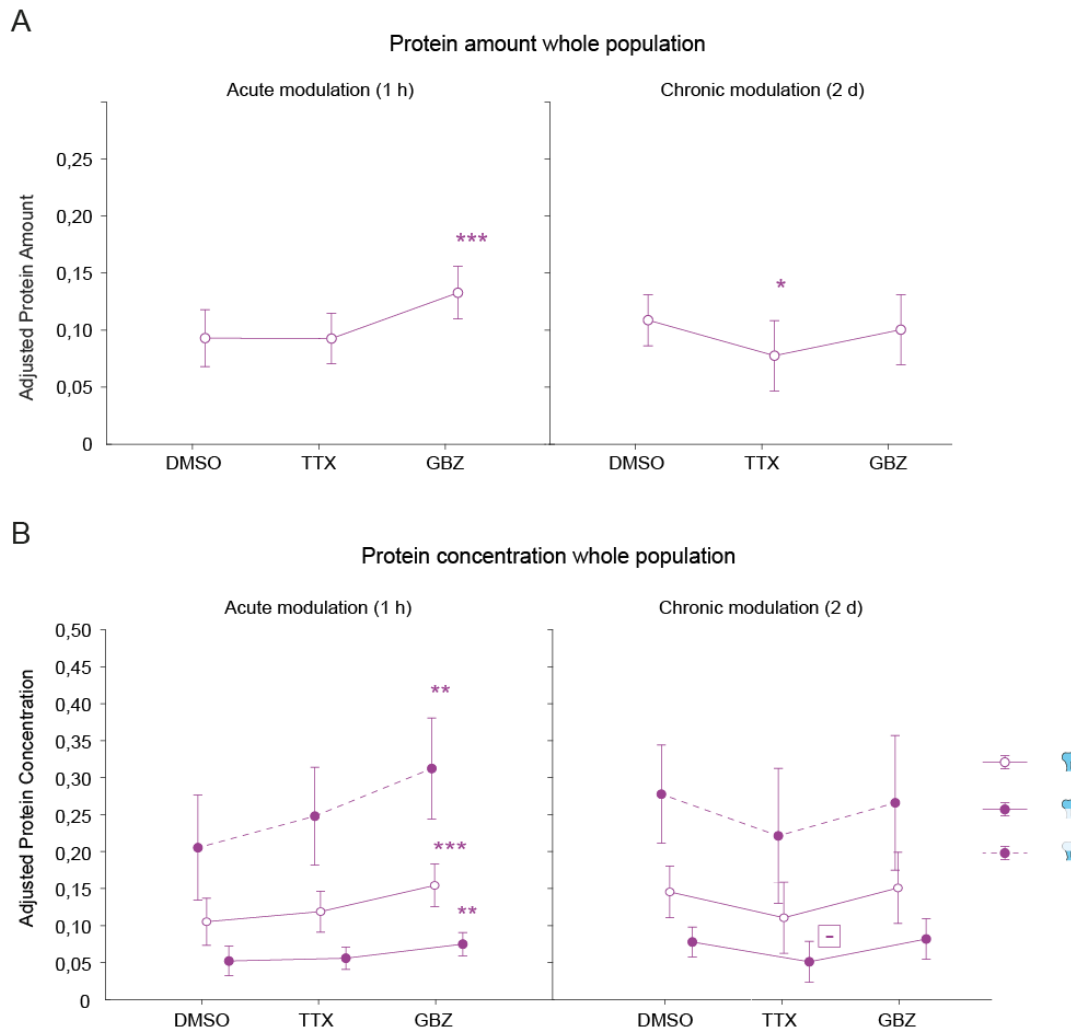 A
Protein amount whole population
Acute modulation (1 h)
Chronic modulation (2 d)
Adjusted Protein Amount
0,25
0,20
0,15
0,10
0,05
0
***
*
DMSO
TTX
GBZ
DMSO
TTX
GBZ
B
Protein concentration whole population
Acute modulation (1 h)
Chronic modulation (2 d)
Adjusted Protein Concentration
0,50
0,45
0,40
0,35
0,30
0,25
0,20
0,15
0,10
0,05
0
**
***
**
-
DMSO
TTX
GBZ
DMSO
TTX
GBZ